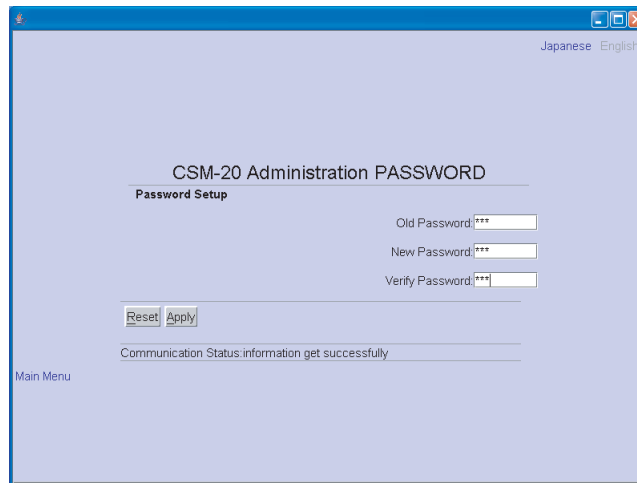 Japanese English
CSM-20 Administration PASSWORD
Password Setup
Old Password:***
New Password:***
Verify Password:***
Reset Apply
Communication Status:information get successfully
Main Menu